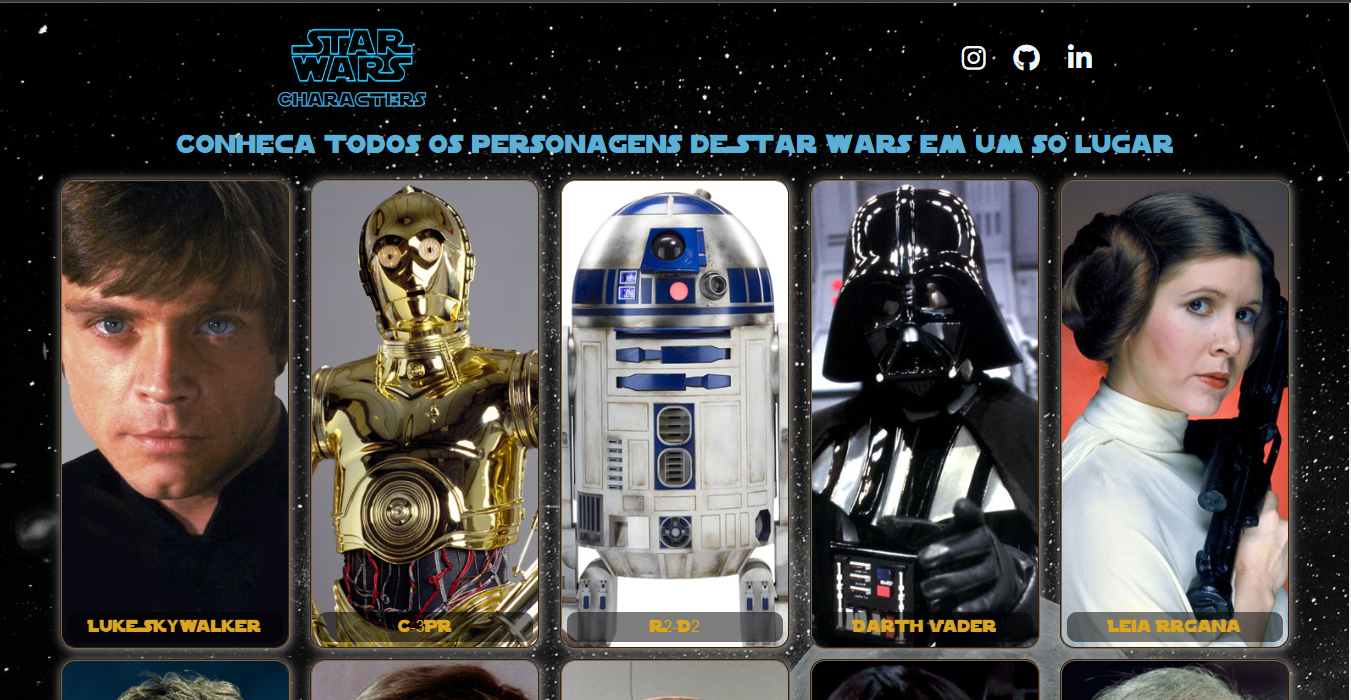 STAR
WARS
CHARACTERS
in
CONHECA TODOS OS PERSONAGENS DE STAR WARS EM UM SO LUGAR
LUKE SKYWALKER
C-3PR
R2-D2
DARTH VADER
LEIA RRGANA